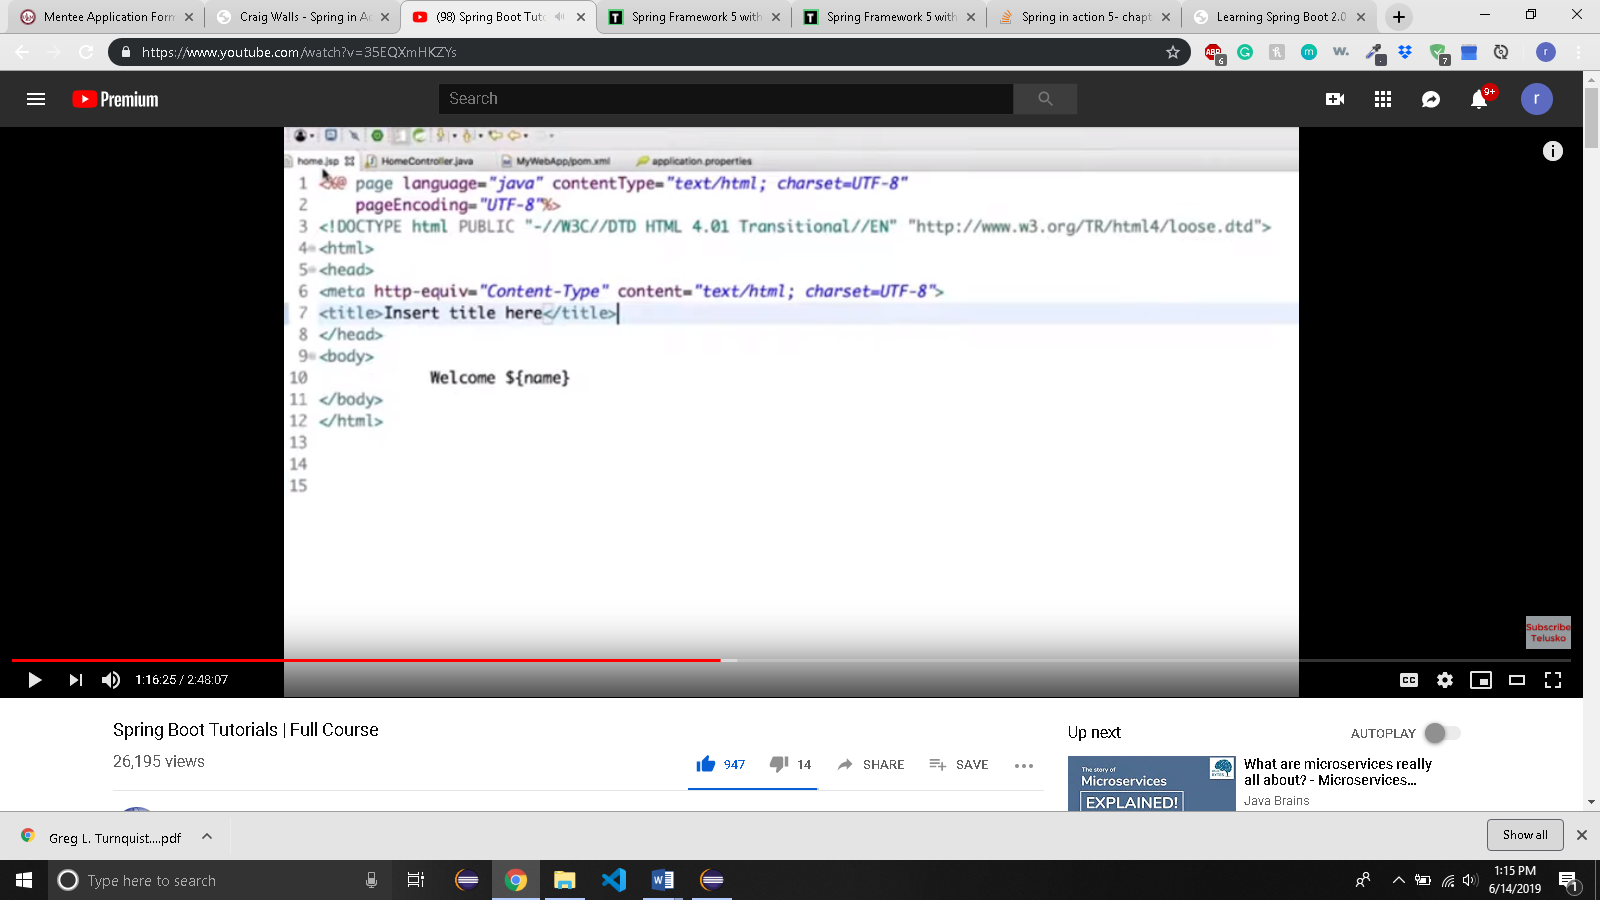 Mentee Application Form
Craig Walls - Spring in Ac
(98) Spring Boot Tuto
Spring Framework 5 with
Spring Framework 5 with
Spring in action 5- chapt
Learning Spring Boot 2.0
https://www.youtube.com/watch?v=35EQXmHKZYs
ABP
6
m
w.
7
r
Premium
Search
9+
r
home.jsp
HomeController.java
MyWebApp/pom.xml
application.properties
1 <%@ page language="java" contentType="text/html; charset=UTF-8"
2 pageEncoding="UTF-8"%>
3 <!DOCTYPE html PUBLIC "-//W3C//DTD HTML 4.01 Transitional//EN" "http://www.w3.org/TR/html4/loose.dtd">
4 <html>
5 <head>
6 <meta http-equiv="Content-Type" content="text/html; charset=UTF-8">
7 <title>Insert title here</title>
8 </head>
9 <body>
10 Welcome ${name}
11 </body>
12 </html>
13
14
15
Subscribe
Telusko
1:16:25 / 2:48:07
CC
Spring Boot Tutorials | Full Course
26,195 views
947
14
SHARE
SAVE
Up next
AUTOPLAY
The story of
Microservices
EXPLAINED!
What are microservices really
all about? - Microservices...
Java Brains
Greg L. Turnquist....pdf
Show all
Type here to search
1:15 PM
6/14/2019
1